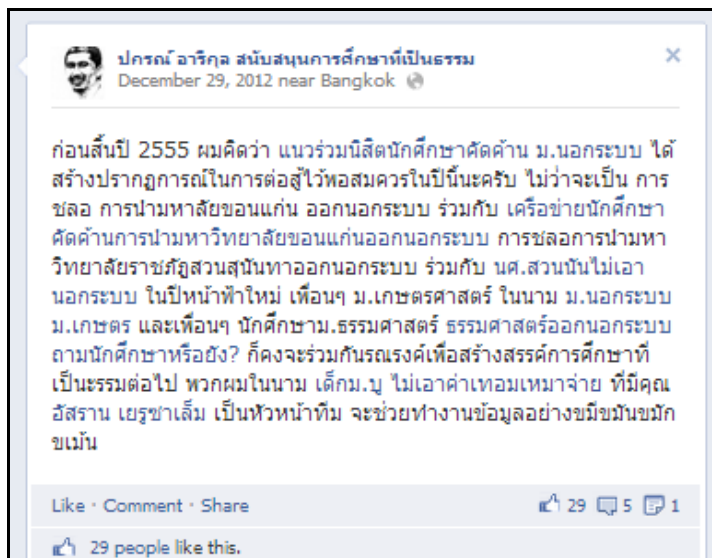 ปกรณ์ อารีกุล สนับสนุนการศึกษาที่เป็นธรรม
December 29, 2012 near Bangkok
ก่อนสิ้นปี 2555 ผมคิดว่า แนวร่วมนิสิตนักศึกษาคัดค้าน ม.นอกระบบ ได้
สร้างปรากฏการณ์ในการต่อสู้ไว้พอสมควรในปีนี้นะครับ ไม่ว่าจะเป็น การ
ชลอ การนำมหาลัยขอนแก่น ออกนอกระบบ ร่วมกับ เครือข่ายนักศึกษา
คัดค้านการนำมหาวิทยาลัยขอนแก่นออกนอกระบบ การชลอการนำมหา
วิทยาลัยราชภัฏสวนสุนันทาออกนอกระบบ ร่วมกับ นศ.สวนนันไม่เอา
นอกระบบ ในปีหน้าฟ้าใหม่ เพื่อนๆ ม.เกษตรศาสตร์ ในนาม ม.นอกระบบ
ม.เกษตร และเพื่อนๆ นักศึกษาม.ธรรมศาสตร์ ธรรมศาสตร์ออกนอกระบบ
ถามนักศึกษาหรือยัง? ก็คงจะร่วมกันรณรงค์เพื่อสร้างสรรค์การศึกษาที่
เป็นะรรมต่อไป พวกผมในนาม เด็กม.บู ไม่เอาค่าเทอมเหมาจ่าย ที่มีคุณ
อัสราน เยรูซาเล็ม เป็นหัวหน้าทีม จะช่วยทำงานข้อมูลอย่างขมีขมันขมัก
ขเม้น
Like · Comment · Share 29 5 1
29 people like this.